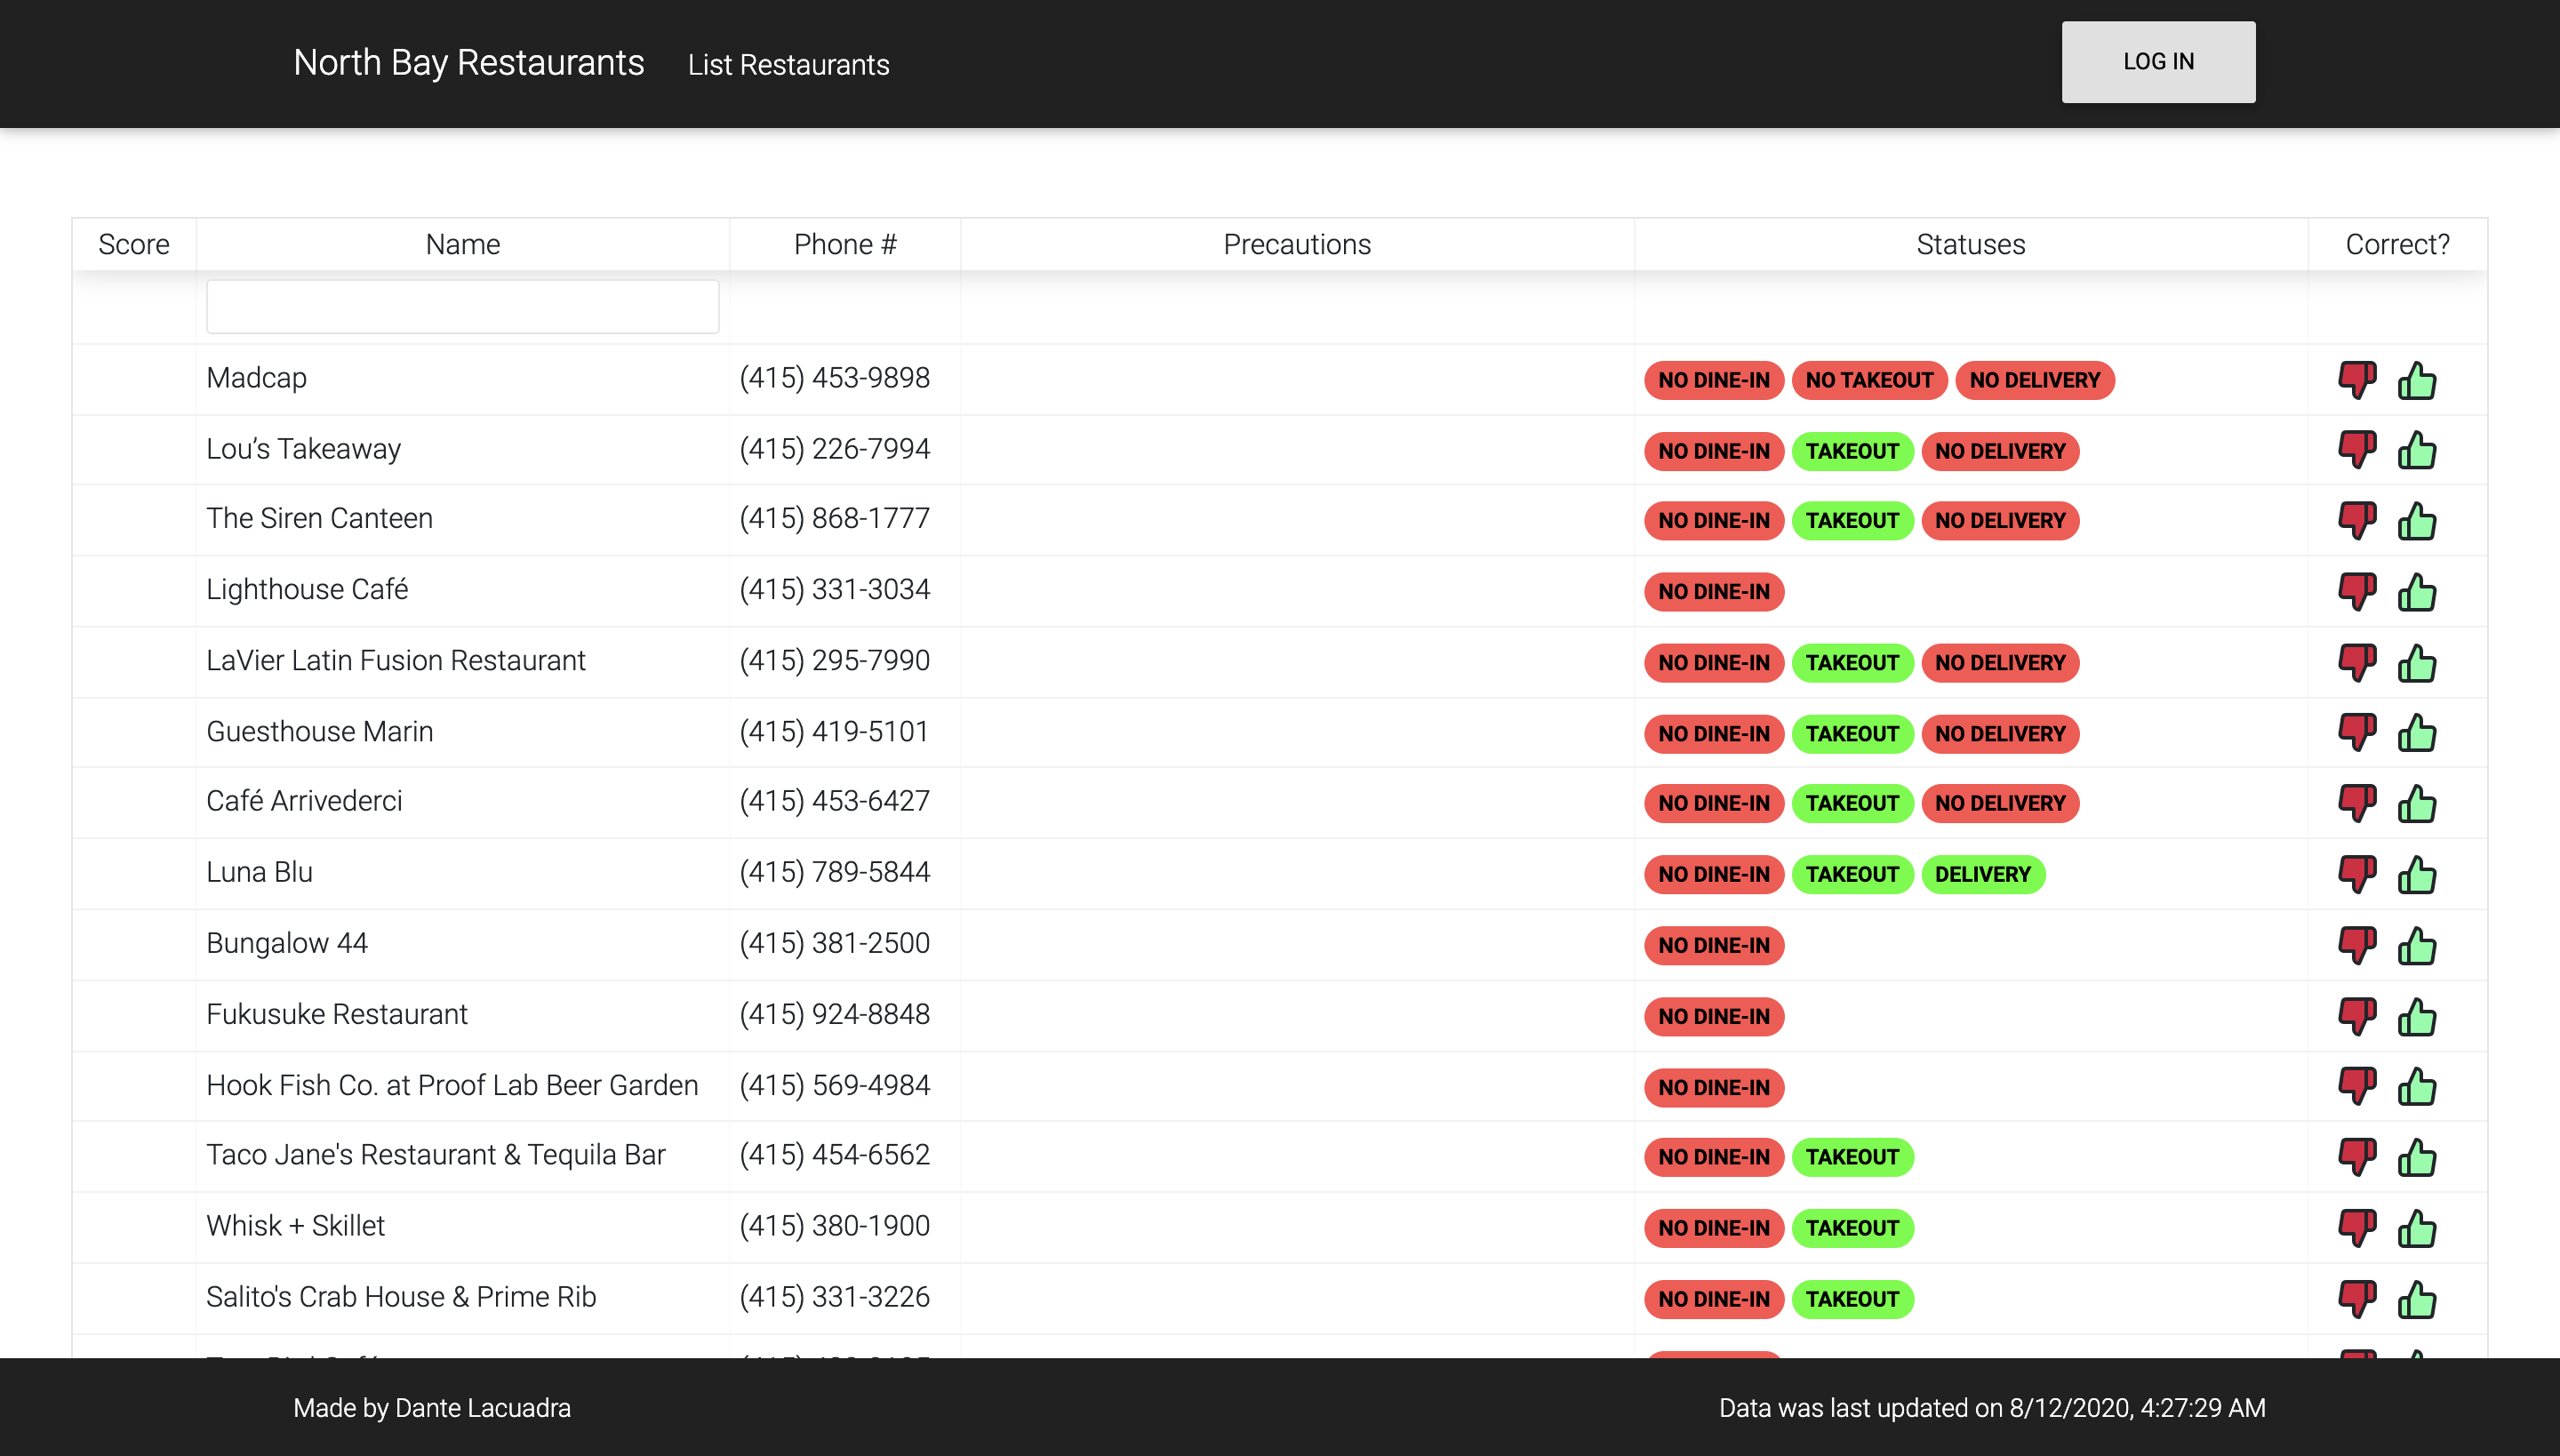 North Bay Restaurants List Restaurants LOG IN
Score Name Phone # Precautions Statuses Correct?
Madcap (415) 453-9898 NO DINE-IN NO TAKEOUT NO DELIVERY
Lou’s Takeaway (415) 226-7994 NO DINE-IN TAKEOUT NO DELIVERY
The Siren Canteen (415) 868-1777 NO DINE-IN TAKEOUT NO DELIVERY
Lighthouse Café (415) 331-3034 NO DINE-IN
LaVier Latin Fusion Restaurant (415) 295-7990 NO DINE-IN TAKEOUT NO DELIVERY
Guesthouse Marin (415) 419-5101 NO DINE-IN TAKEOUT NO DELIVERY
Café Arrivederci (415) 453-6427 NO DINE-IN TAKEOUT NO DELIVERY
Luna Blu (415) 789-5844 NO DINE-IN TAKEOUT DELIVERY
Bungalow 44 (415) 381-2500 NO DINE-IN
Fukusuke Restaurant (415) 924-8848 NO DINE-IN
Hook Fish Co. at Proof Lab Beer Garden (415) 569-4984 NO DINE-IN
Taco Jane's Restaurant & Tequila Bar (415) 454-6562 NO DINE-IN TAKEOUT
Whisk + Skillet (415) 380-1900 NO DINE-IN TAKEOUT
Salito's Crab House & Prime Rib (415) 331-3226 NO DINE-IN TAKEOUT
Made by Dante Lacuadra Data was last updated on 8/12/2020, 4:27:29 AM